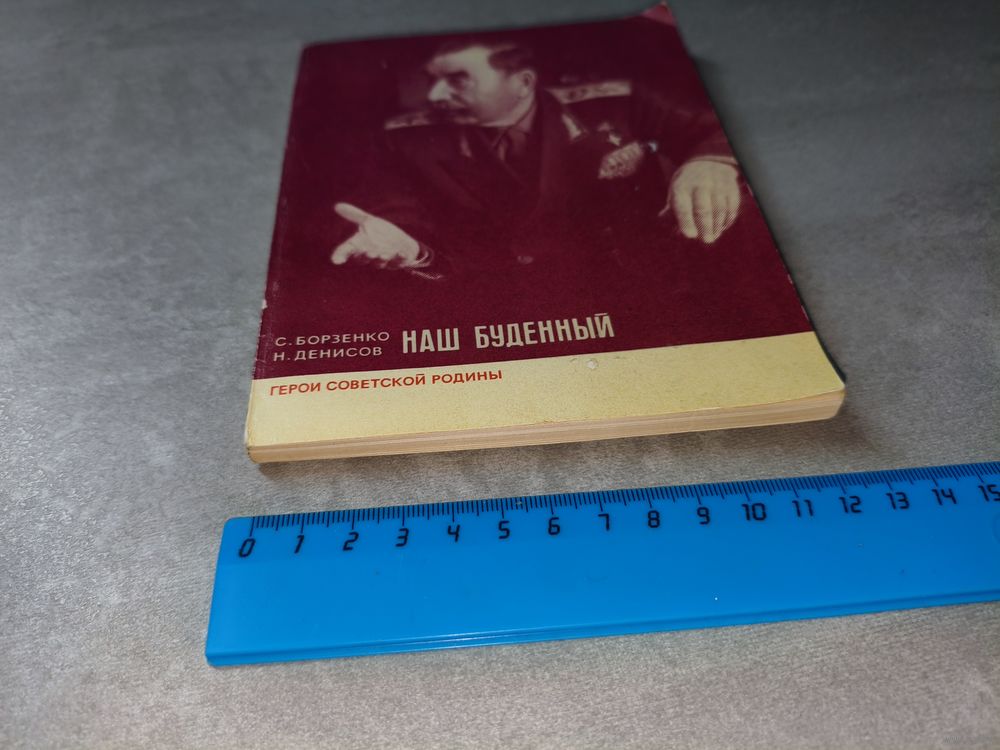 С. БОРЗЕНКО
Н. ДЕНИСОВ
НАШ БУДЕННЫЙ
ГЕРОИ СОВЕТСКОЙ РОДИНЫ
0 1 2 3 4 5 6 7 8 9 10 11 12 13 14 15